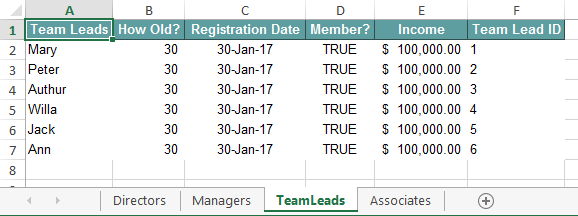 A B C D E F
1 Team Leads How Old? Registration Date Member? Income Team Lead ID
2 Mary 30 30-Jan-17 TRUE $ 100,000.00 1
3 Peter 30 30-Jan-17 TRUE $ 100,000.00 2
4 Authur 30 30-Jan-17 TRUE $ 100,000.00 3
5 Willa 30 30-Jan-17 TRUE $ 100,000.00 4
6 Jack 30 30-Jan-17 TRUE $ 100,000.00 5
7 Ann 30 30-Jan-17 TRUE $ 100,000.00 6
8
Directors Managers TeamLeads Associates